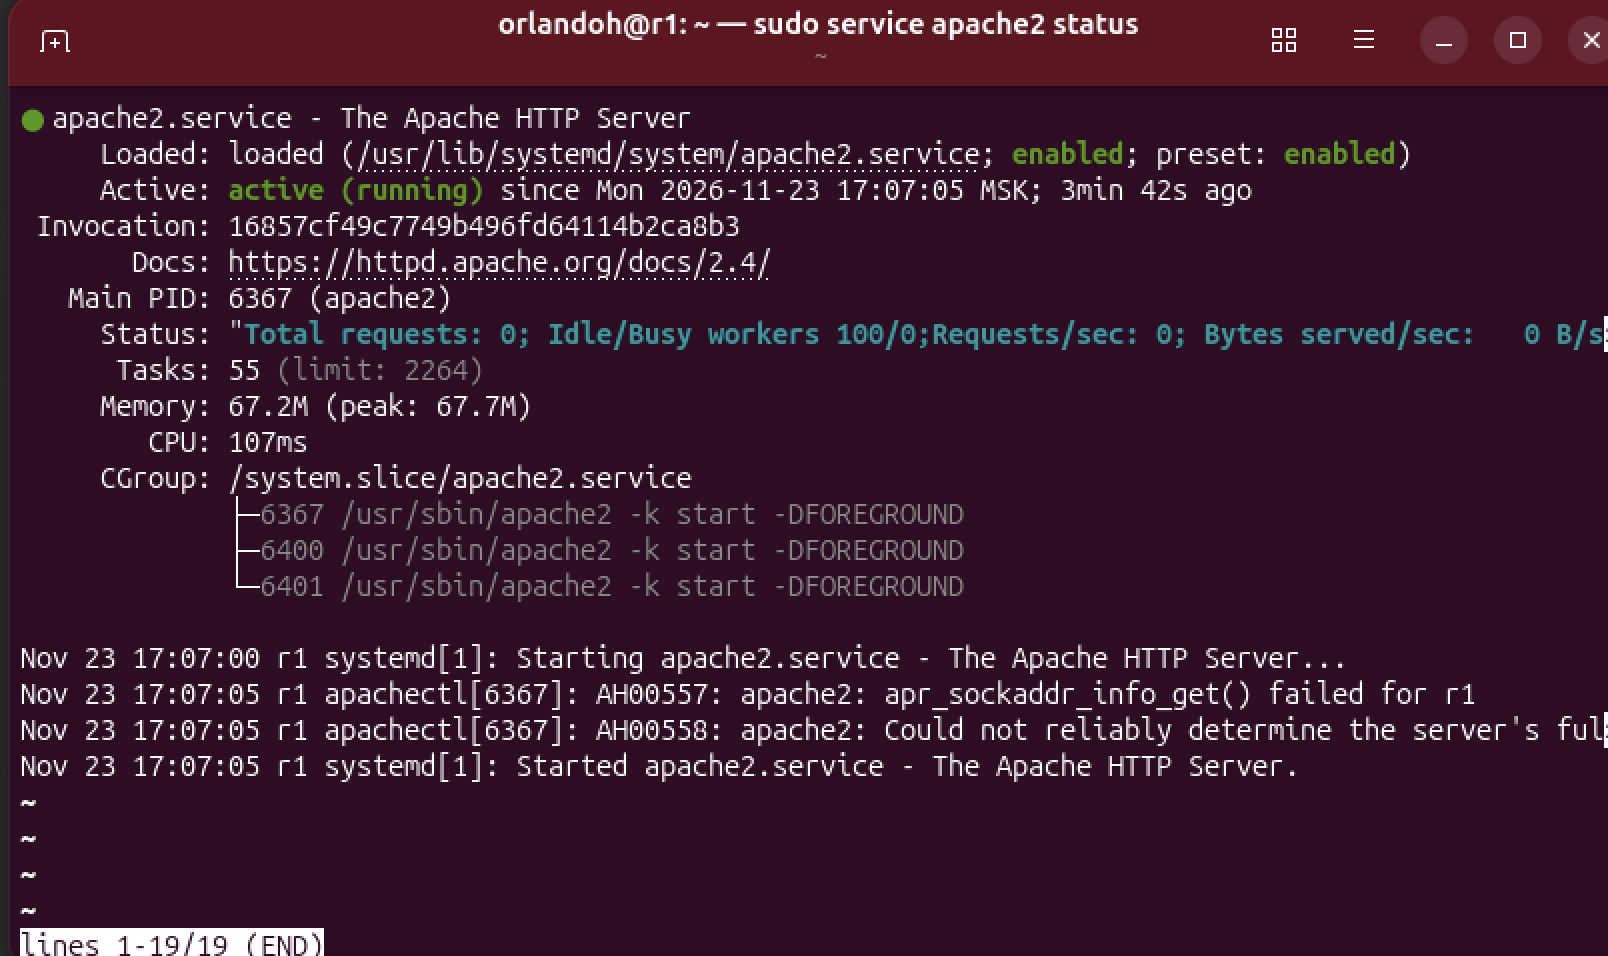 orlandoh@r1: ~ — sudo service apache2 status
~
apache2.service - The Apache HTTP Server
Loaded: loaded (/usr/lib/systemd/system/apache2.service; enabled; preset: enabled)
Active: active (running) since Mon 2026-11-23 17:07:05 MSK; 3min 42s ago
Invocation: 16857cf49c7749b496fd64114b2ca8b3
Docs: https://httpd.apache.org/docs/2.4/
Main PID: 6367 (apache2)
Status: "Total requests: 0; Idle/Busy workers 100/0;Requests/sec: 0; Bytes served/sec:   0 B/s
Tasks: 55 (limit: 2264)
Memory: 67.2M (peak: 67.7M)
CPU: 107ms
CGroup: /system.slice/apache2.service
├─6367 /usr/sbin/apache2 -k start -DFOREGROUND
├─6400 /usr/sbin/apache2 -k start -DFOREGROUND
└─6401 /usr/sbin/apache2 -k start -DFOREGROUND
Nov 23 17:07:00 r1 systemd[1]: Starting apache2.service - The Apache HTTP Server...
Nov 23 17:07:05 r1 apachectl[6367]: AH00557: apache2: apr_sockaddr_info_get() failed for r1
Nov 23 17:07:05 r1 apachectl[6367]: AH00558: apache2: Could not reliably determine the server's ful
Nov 23 17:07:05 r1 systemd[1]: Started apache2.service - The Apache HTTP Server.
~
~
~
~
lines 1-19/19 (END)